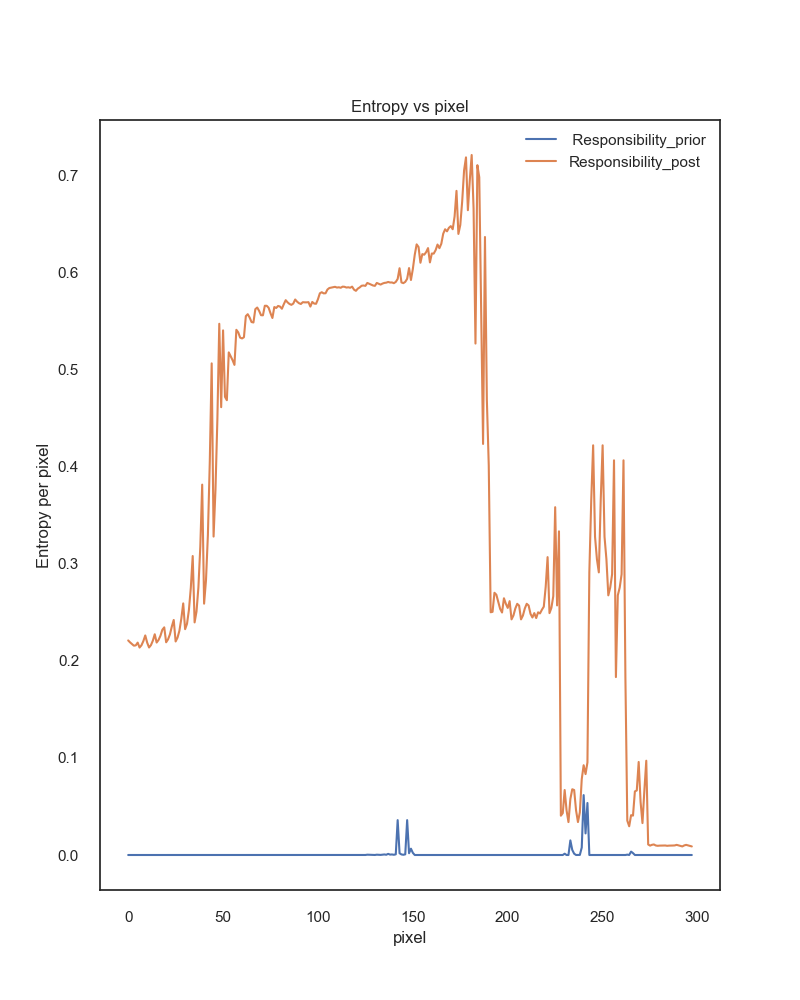 Entropy vs pixel
Responsibility_prior
Responsibility_post
Entropy per pixel
0.7
0.6
0.5
0.4
0.3
0.2
0.1
0.0
0 50 100 150 200 250 300
pixel